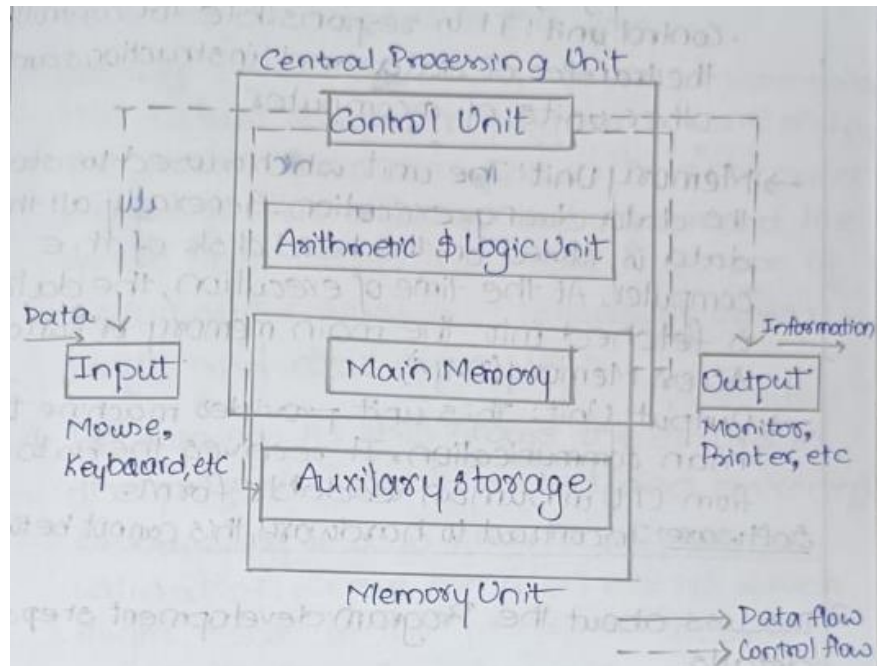 Central Processing Unit
Control Unit
Arithmetic & Logic Unit
Data
Information
Input
Main Memory
Output
Mouse,
Keyboard, etc
Monitor,
Printer, etc
Auxilary storage
Memory Unit
Data flow
Control flow